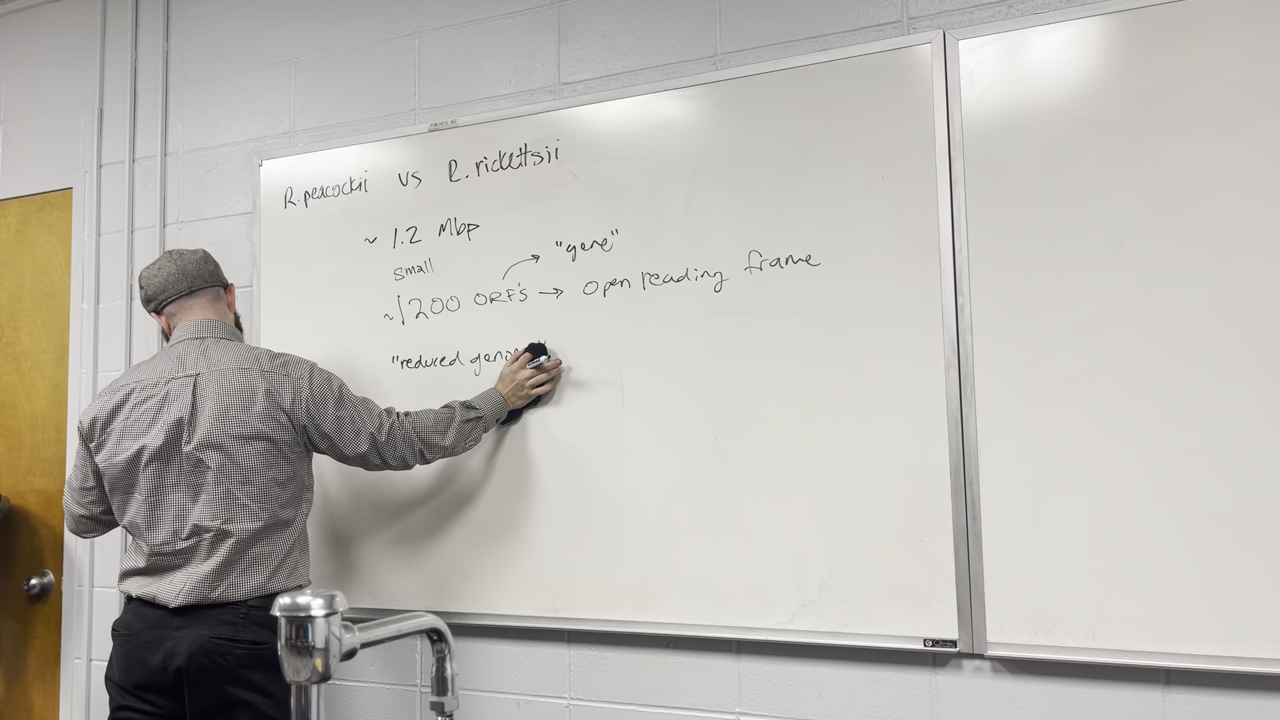 R. peacockii vs R. rickettsii
~ 1.2 Mbp
small
"gene"
~1200 ORF's → open reading frame
"reduced